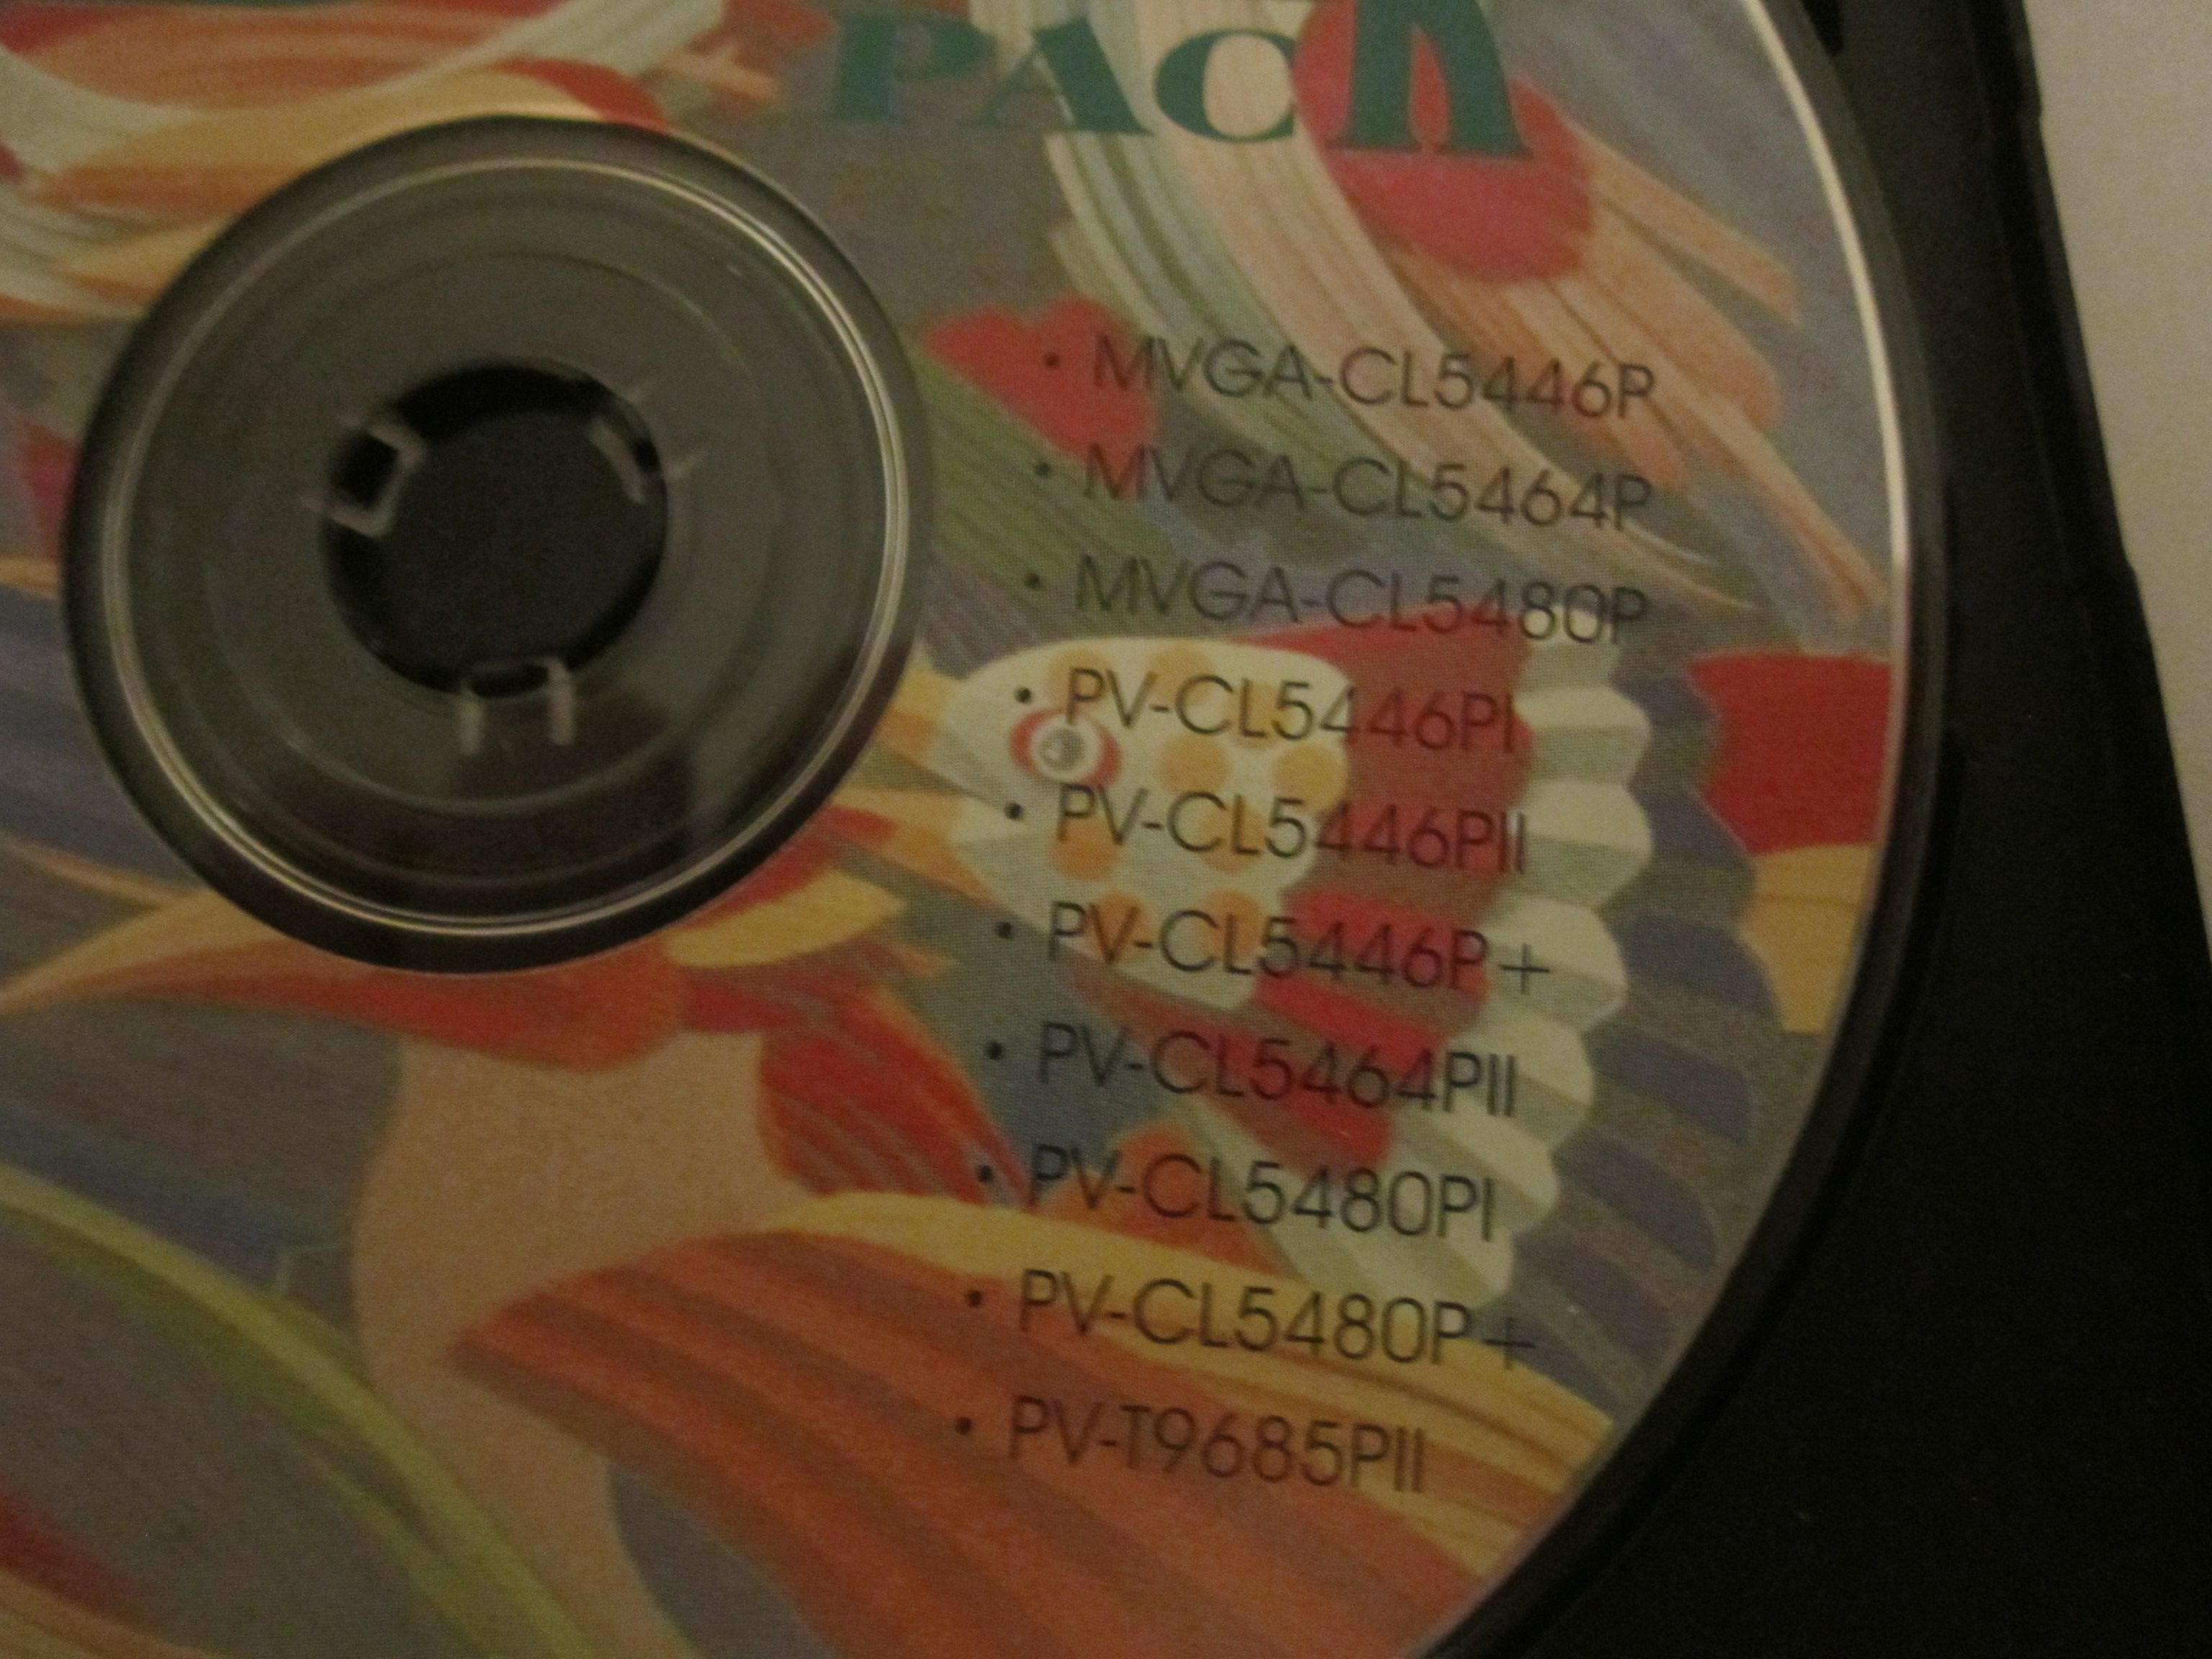 PACK
• MVGA-CL5446P
• MVGA-CL5464P
• MVGA-CL5480P
• PV-CL5446PI
• PV-CL5446PII
• PV-CL5446P+
• PV-CL5464PII
• PV-CL5480PI
• PV-CL5480P+
• PV-T9685PII